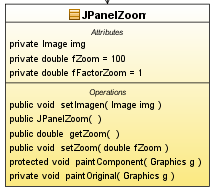 JPanelZoom
Attributes
private Image img
private double fZoom = 100
private double fFactorZoom = 1
Operations
public void setImagen( Image img )
public JPanelZoom( )
public double getZoom( )
public void setZoom( double fZoom )
protected void paintComponent( Graphics g )
private void paintOriginal( Graphics g )